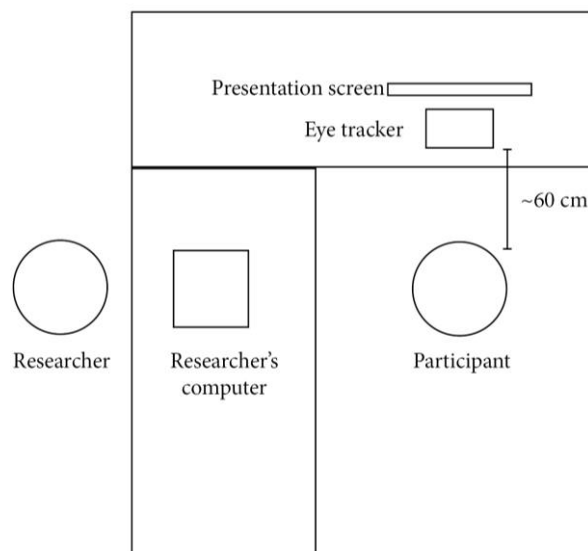 Presentation screen
Eye tracker
~60 cm
Researcher
Researcher’s
computer
Participant